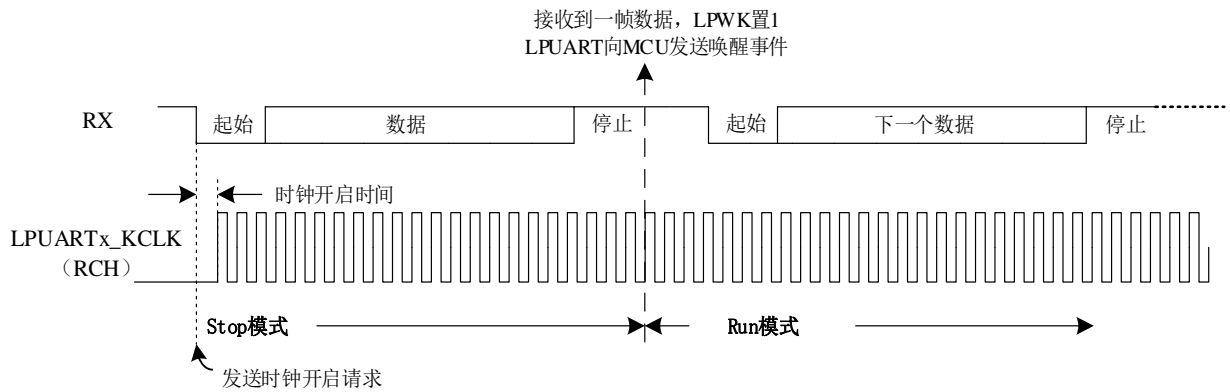 接收到一帧数据，LPWK置1
LPUART向MCU发送唤醒事件
RX
起始
数据
停止
起始
下一个数据
停止
时钟开启时间
LPUARTx_KCLK
（RCH）
Stop模式
Run模式
发送时钟开启请求